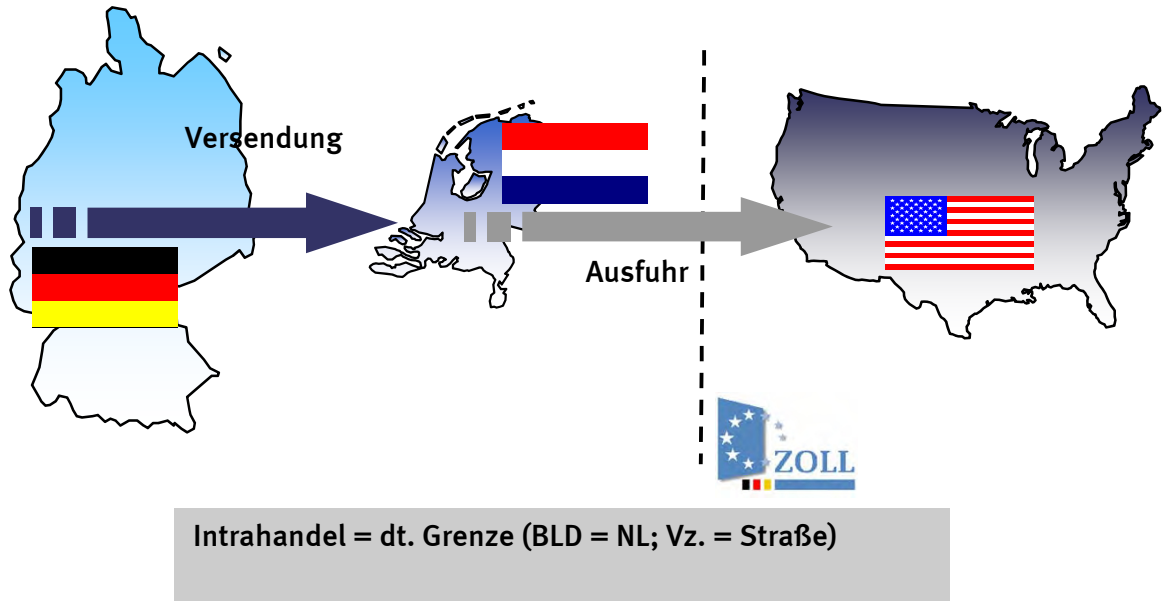 Versendung
Ausfuhr
ZOLL
Intrahandel = dt. Grenze (BLD = NL; Vz. = Straße)